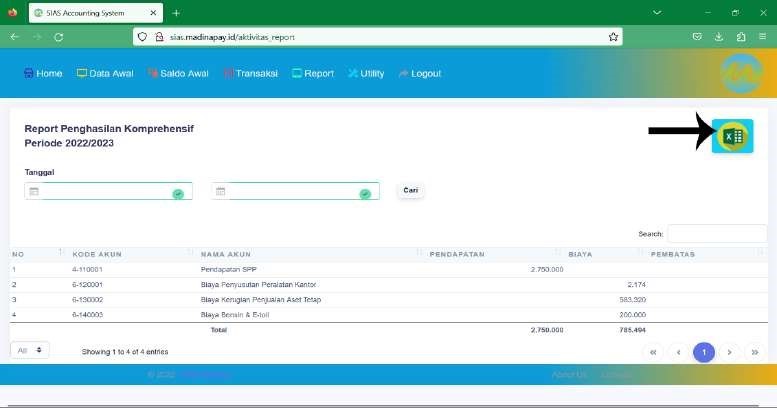 SIAS Accounting System
sias.madinapay.id/aktivitas_report
Home Data Awal Saldo Awal Transaksi Report Utility Logout
Report Penghasilan Komprehensif
Periode 2022/2023
Tanggal
Cari
Search:
NO KODE AKUN NAMA AKUN PENDAPATAN BIAYA PEMBATAS
1 4-110001 Pendapatan SPP 2.750.000
2 6-120001 Biaya Penyusutan Peralatan Kantor 2.174
3 6-130002 Biaya Kerugian Penjualan Aset Tetap 583.320
4 6-140003 Biaya Bensin & E-toll 200.000
Total 2.750.000 785.494
All Showing 1 to 4 of 4 entries « ‹ 1 › »
© 2022 About Us